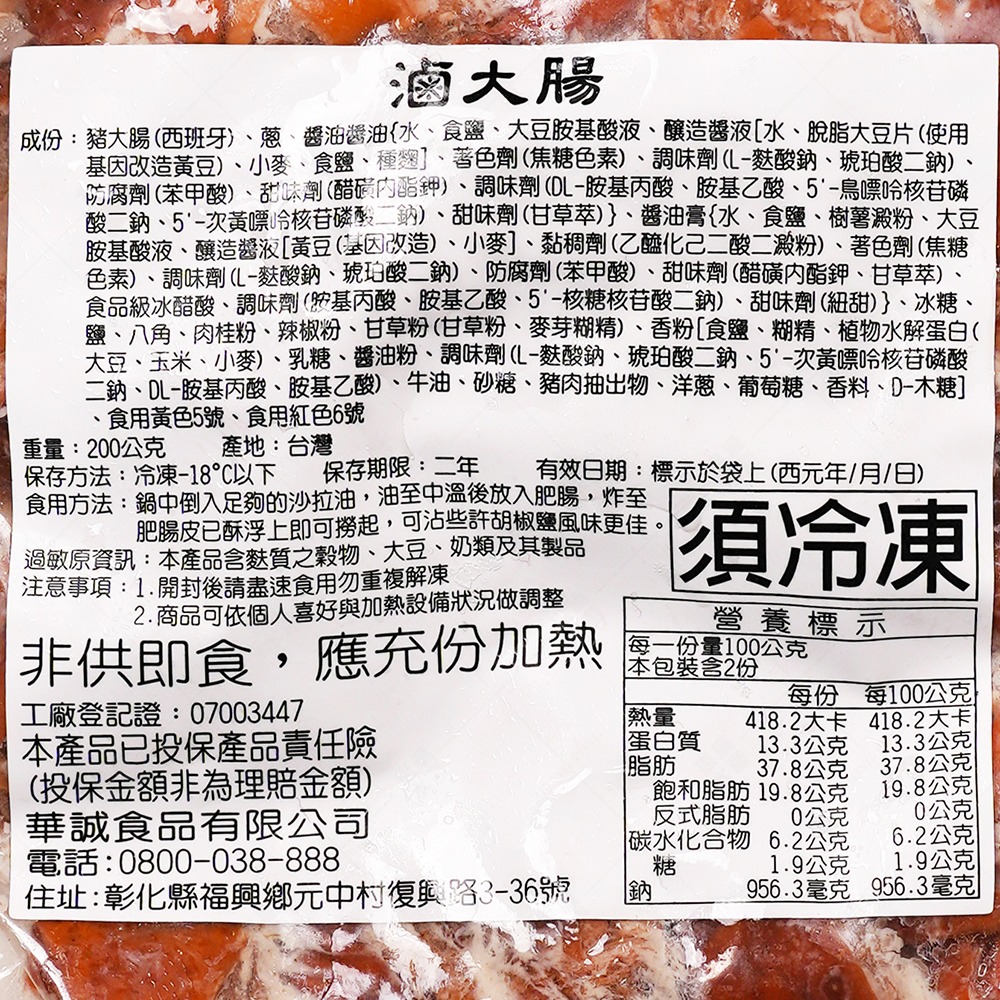 滷大腸
成份：豬大腸(西班牙)、蔥、醬油醬油{水、食鹽、大豆胺基酸液、釀造醬液[水、脫脂大豆片(使用
基因改造黃豆)、小麥、食鹽、種麴]、著色劑(焦糖色素)、調味劑(L-麩酸鈉、琥珀酸二鈉)、
防腐劑(苯甲酸)、甜味劑(醋磺內酯鉀)、調味劑(DL-胺基丙酸、胺基乙酸、5'-鳥嘌呤核苷磷
酸二鈉、5'-次黃嘌呤核苷磷酸二鈉)、甜味劑(甘草萃)}、醬油膏{水、食鹽、樹薯澱粉、大豆
胺基酸液、釀造醬液[黃豆(基因改造)、小麥]、黏稠劑(乙醯化己二酸二澱粉)、著色劑(焦糖
色素)、調味劑(L-麩酸鈉、琥珀酸二鈉)、防腐劑(苯甲酸)、甜味劑(醋磺內酯鉀、甘草萃)、
食品級冰醋酸、調味劑(胺基丙酸、胺基乙酸、5'-核糖核苷酸二鈉)、甜味劑(紐甜)}、冰糖、
鹽、八角、肉桂粉、辣椒粉、甘草粉(甘草粉、麥芽糊精)、香粉[食鹽、糊精、植物水解蛋白(
大豆、玉米、小麥)、乳糖、醬油粉、調味劑(L-麩酸鈉、琥珀酸二鈉、5'-次黃嘌呤核苷磷酸
二鈉、DL-胺基丙酸、胺基乙酸)、牛油、砂糖、豬肉抽出物、洋蔥、葡萄糖、香料、D-木糖]
、食用黃色5號、食用紅色6號
重量：200公克　產地：台灣
保存方法：冷凍-18°C以下　保存期限：二年　有效日期：標示於袋上(西元年/月/日)
食用方法：鍋中倒入足夠的沙拉油，油至中溫後放入肥腸，炸至
肥腸皮已酥浮上即可撈起，可沾些許胡椒鹽風味更佳。
須冷凍
過敏原資訊：本產品含麩質之穀物、大豆、奶類及其製品
注意事項：1.開封後請盡速食用勿重複解凍
2.商品可依個人喜好與加熱設備狀況做調整
非供即食，應充份加熱
工廠登記證：07003447
本產品已投保產品責任險
(投保金額非為理賠金額)
華誠食品有限公司
電話:0800-038-888
住址:彰化縣福興鄉元中村復興路3-36號
營養標示
每一份量100公克
本包裝含2份
每份　每100公克
熱量　418.2大卡　418.2大卡
蛋白質　13.3公克　13.3公克
脂肪　37.8公克　37.8公克
飽和脂肪　19.8公克　19.8公克
反式脂肪　0公克　0公克
碳水化合物　6.2公克　6.2公克
糖　1.9公克　1.9公克
鈉　956.3毫克　956.3毫克